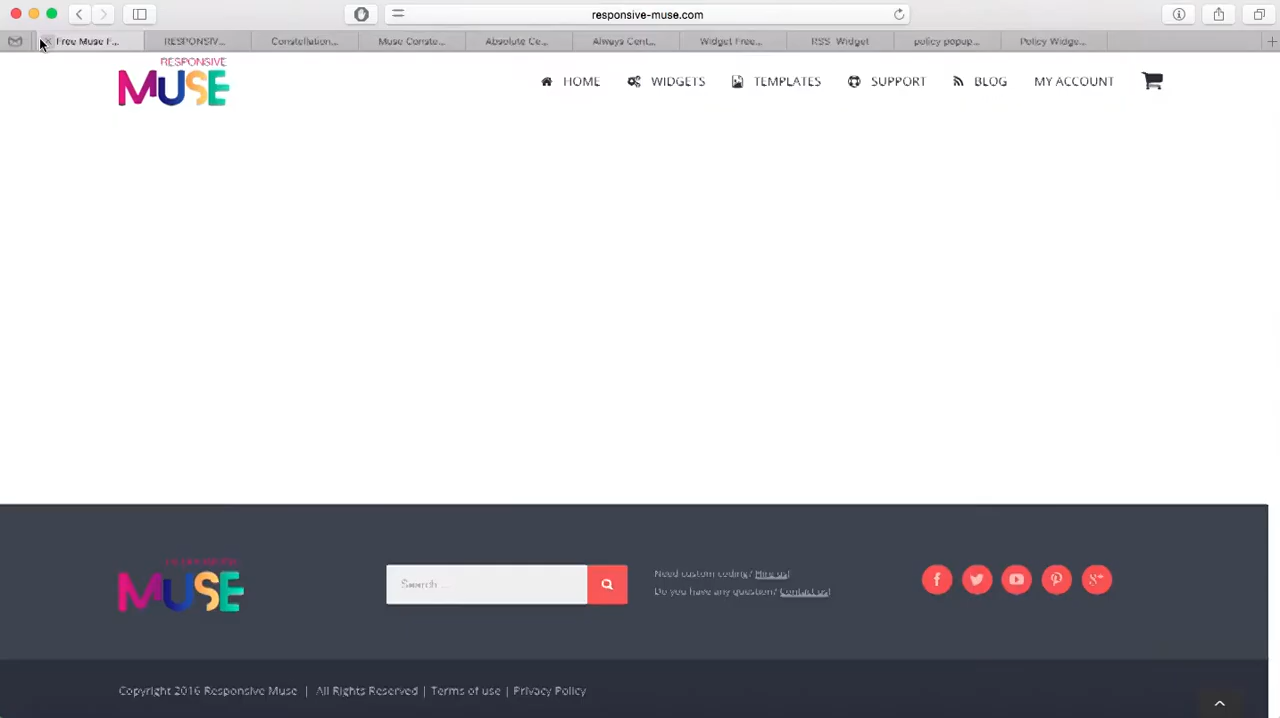 responsive-muse.com
Free Muse F... RESPONSIV... Constellation... Muse Conste... Absolute Ce... Always Cent... Widget Free... RSS Widget policy popup... Policy Widge...
RESPONSIVE
MUSE
HOME WIDGETS TEMPLATES SUPPORT BLOG MY ACCOUNT
MUSE
Search ...
Need custom coding? Hire us!
Do you have any question? Contact us!
Copyright 2016 Responsive Muse | All Rights Reserved | Terms of use | Privacy Policy